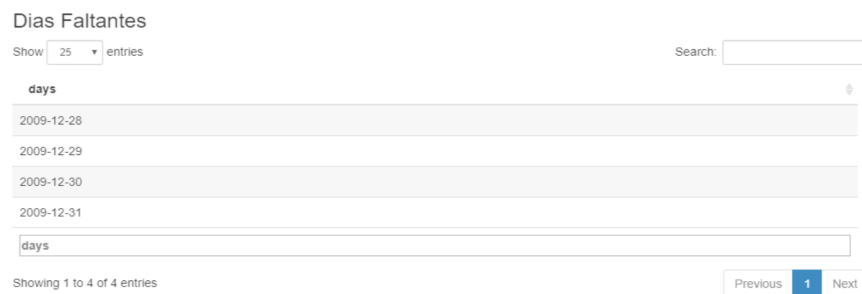 Dias Faltantes
Show 25 entries
Search:
days
2009-12-28
2009-12-29
2009-12-30
2009-12-31
days
Showing 1 to 4 of 4 entries
Previous 1 Next